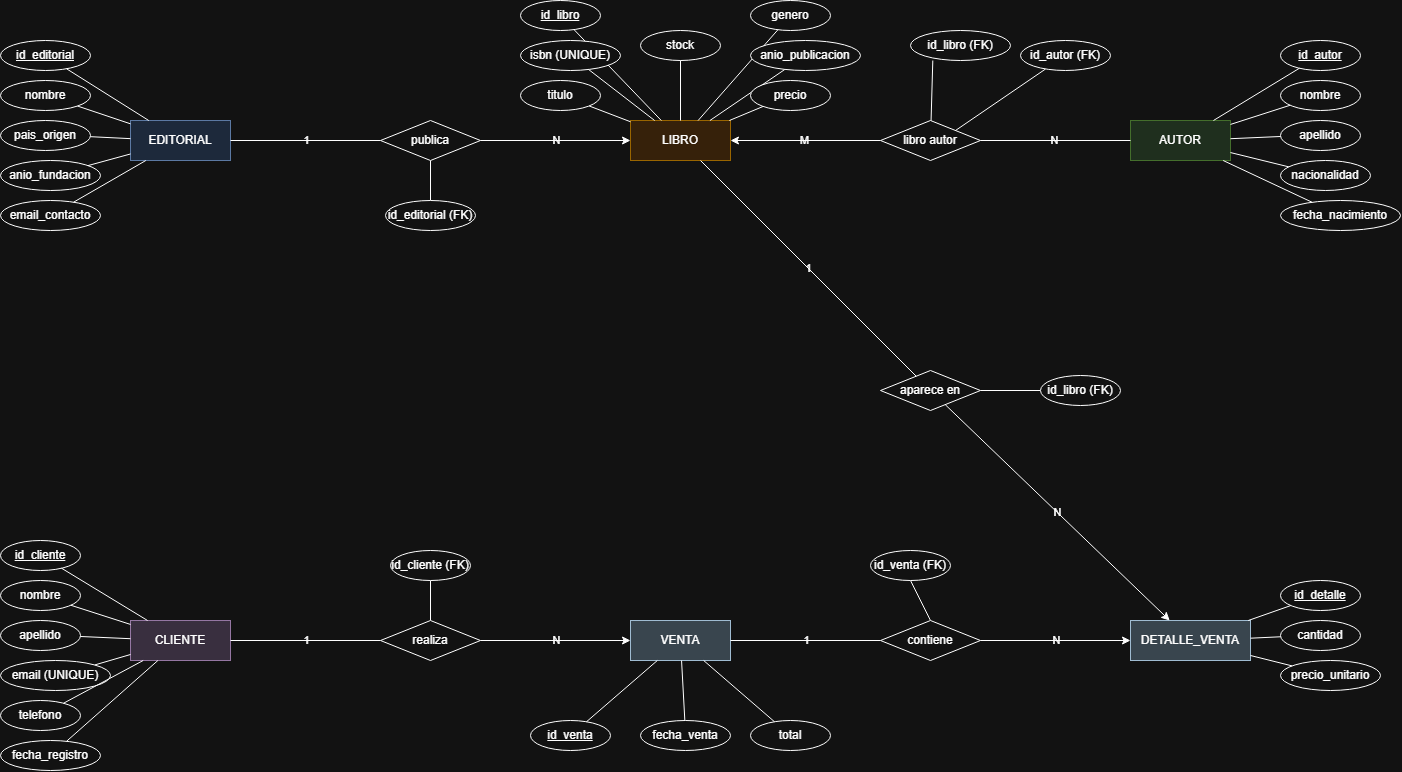 id_libro
genero
id_editorial
isbn (UNIQUE)
stock
anio_publicacion
id_libro (FK)
id_autor (FK)
id_autor
nombre
titulo
precio
nombre
pais_origen
EDITORIAL
1
publica
N
LIBRO
M
libro autor
N
AUTOR
apellido
anio_fundacion
nacionalidad
email_contacto
id_editorial (FK)
fecha_nacimiento
1
aparece en
id_libro (FK)
N
id_cliente
id_cliente (FK)
id_venta (FK)
nombre
id_detalle
apellido
CLIENTE
1
realiza
N
VENTA
1
contiene
N
DETALLE_VENTA
cantidad
email (UNIQUE)
precio_unitario
telefono
id_venta
fecha_venta
total
fecha_registro